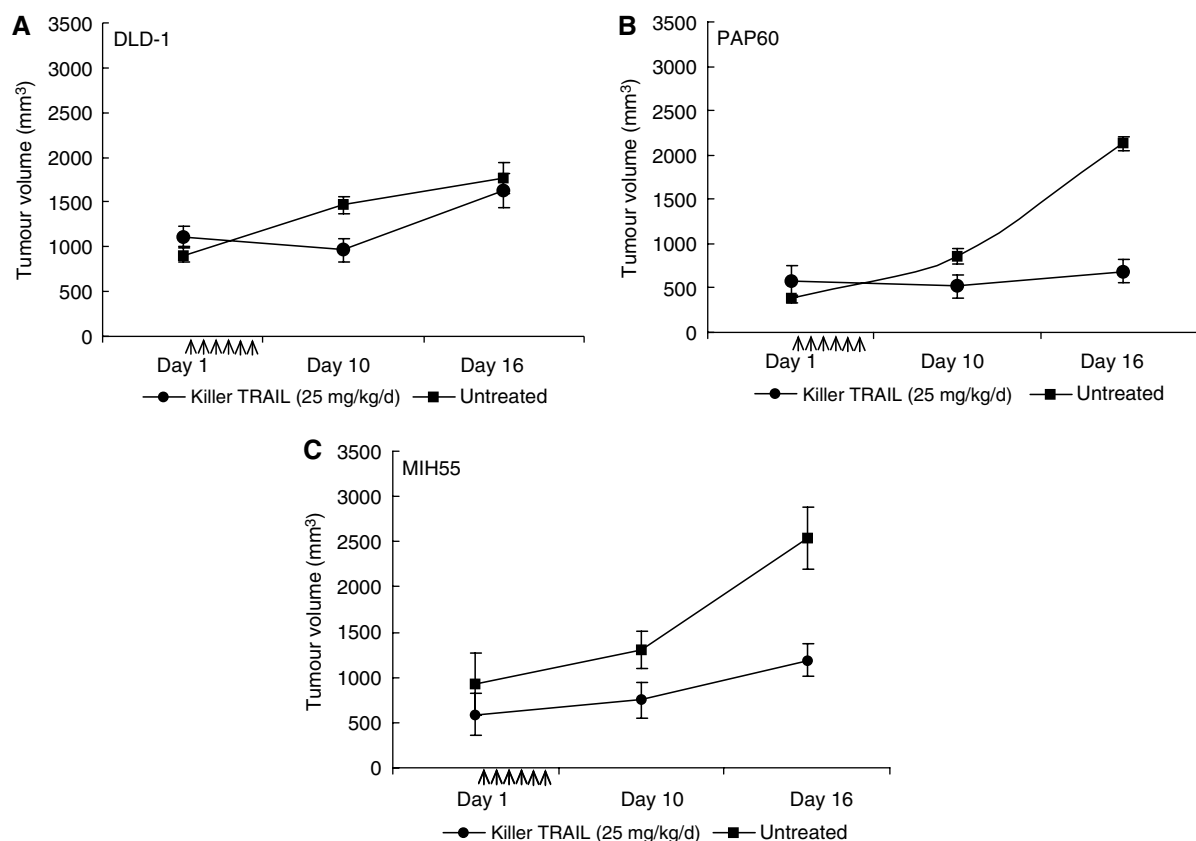 A
DLD-1
Tumour volume (mm³)
3500
3000
2500
2000
1500
1000
500
0
Day 1 Day 10 Day 16
Killer TRAIL (25 mg/kg/d) Untreated
B
PAP60
Tumour volume (mm³)
3500
3000
2500
2000
1500
1000
500
0
Day 1 Day 10 Day 16
Killer TRAIL (25 mg/kg/d) Untreated
C
MIH55
Tumour volume (mm³)
3500
3000
2500
2000
1500
1000
500
0
Day 1 Day 10 Day 16
Killer TRAIL (25 mg/kg/d) Untreated